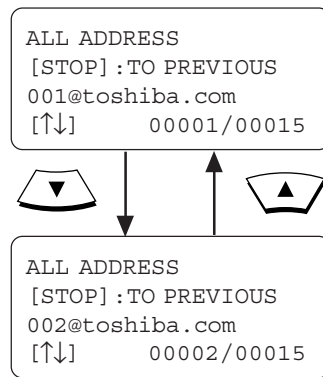 ALL ADDRESS
[STOP]:TO PREVIOUS
001@toshiba.com
[↑↓] 00001/00015
ALL ADDRESS
[STOP]:TO PREVIOUS
002@toshiba.com
[↑↓] 00002/00015